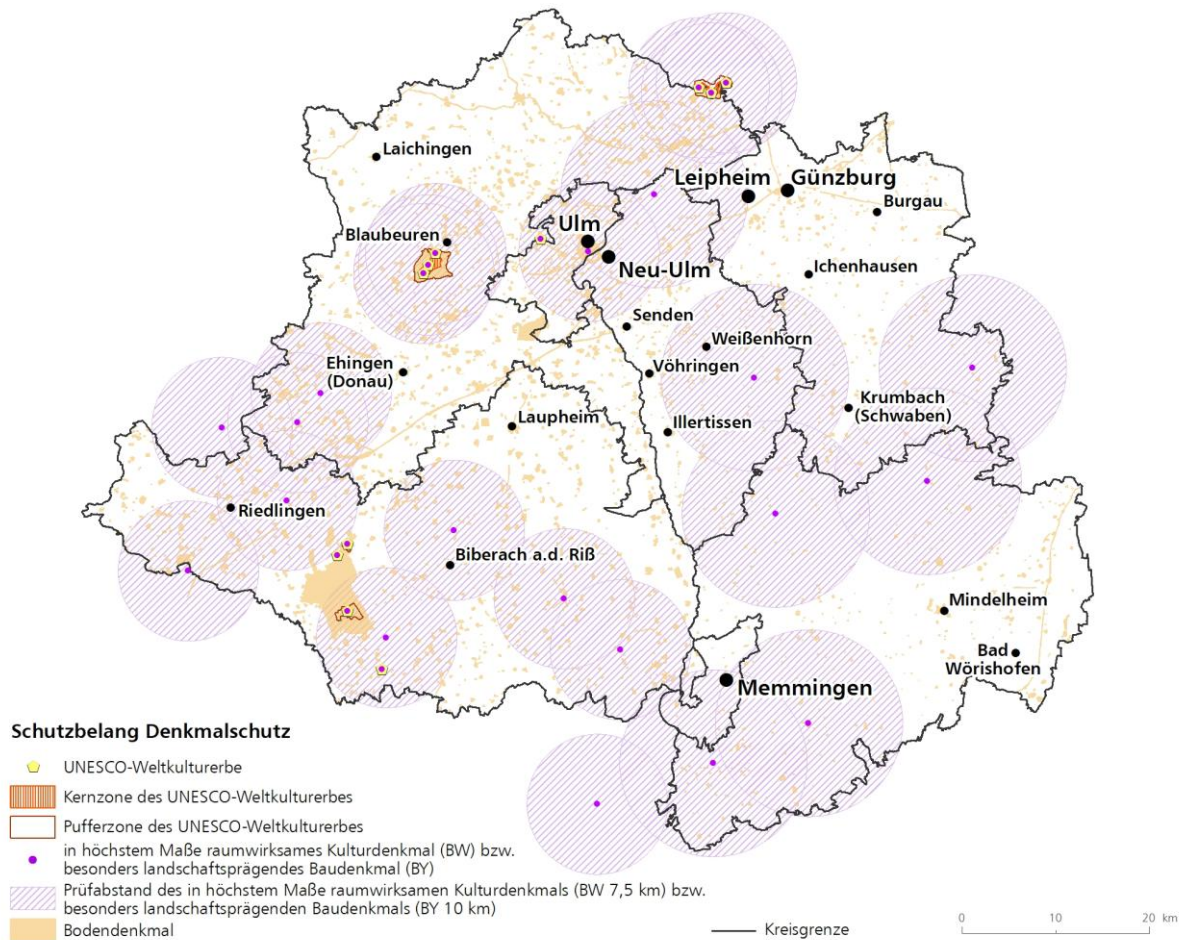 Laichingen
Leipheim
Günzburg
Burgau
Ulm
Blaubeuren
Neu-Ulm
Ichenhausen
Senden
Weißenhorn
Ehingen
(Donau)
Vöhringen
Krumbach
(Schwaben)
Laupheim
Illertissen
Riedlingen
Biberach a.d. Riß
Mindelheim
Bad
Wörishofen
Memmingen
Schutzbelang Denkmalschutz
UNESCO-Weltkulturerbe
Kernzone des UNESCO-Weltkulturerbes
Pufferzone des UNESCO-Weltkulturerbes
in höchstem Maße raumwirksames Kulturdenkmal (BW) bzw.
besonders landschaftsprägendes Baudenkmal (BY)
Prüfabstand des in höchstem Maße raumwirksamen Kulturdenkmals (BW 7,5 km) bzw.
besonders landschaftsprägenden Baudenkmals (BY 10 km)
Bodendenkmal
Kreisgrenze
0 10 20 km